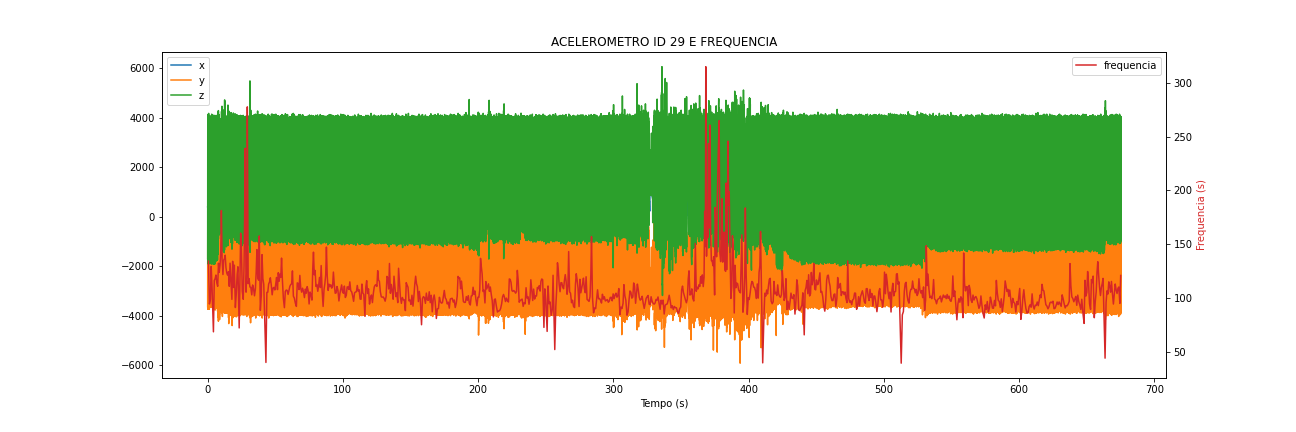 ACELEROMETRO ID 29 E FREQUENCIA
x
y
z
frequencia
6000
4000
2000
0
−2000
−4000
−6000
300
250
200
150
100
50
Frequencia (s)
0 100 200 300 400 500 600 700
Tempo (s)